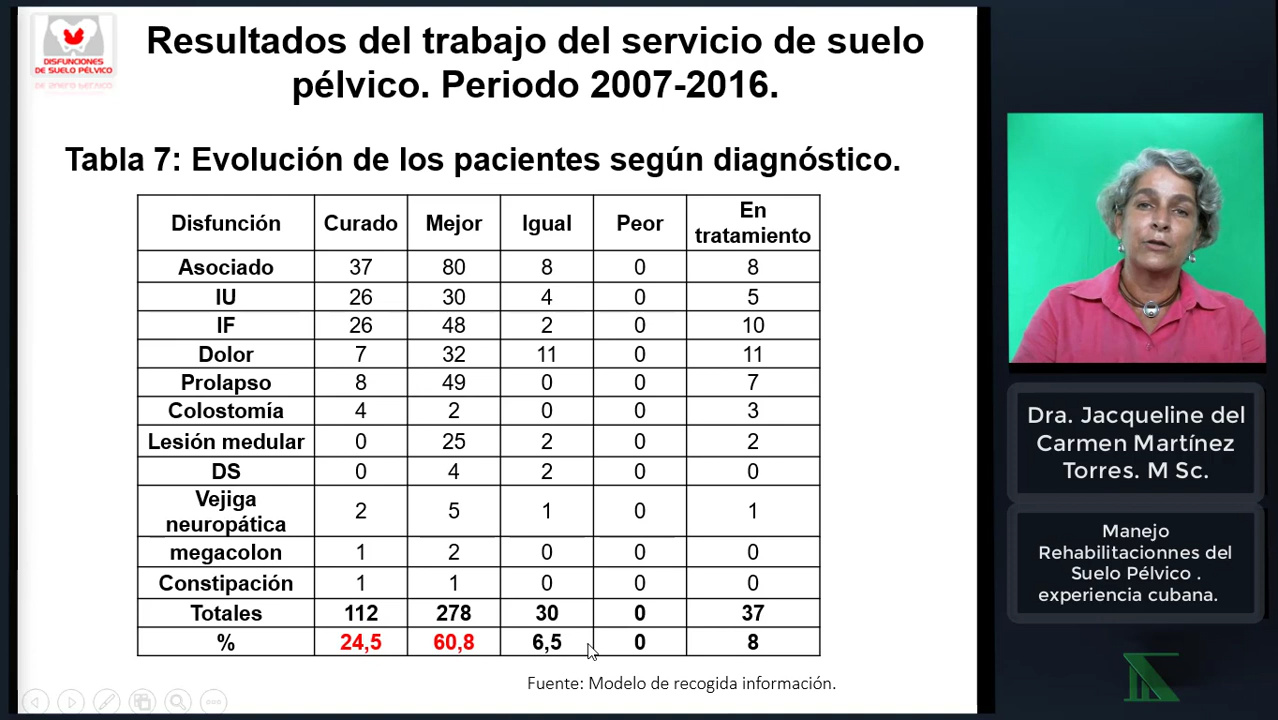 DISFUNCIONES
DE SUELO PÉLVICO
Resultados del trabajo del servicio de suelo
pélvico. Periodo 2007-2016.
Tabla 7: Evolución de los pacientes según diagnóstico.
Disfunción Curado Mejor Igual Peor En tratamiento
Asociado 37 80 8 0 8
IU 26 30 4 0 5
IF 26 48 2 0 10
Dolor 7 32 11 0 11
Prolapso 8 49 0 0 7
Colostomía 4 2 0 0 3
Lesión medular 0 25 2 0 2
DS 0 4 2 0 0
Vejiga neuropática 2 5 1 0 1
megacolon 1 2 0 0 0
Constipación 1 1 0 0 0
Totales 112 278 30 0 37
% 24,5 60,8 6,5 0 8
Fuente: Modelo de recogida información.
Dra. Jacqueline del
Carmen Martínez
Torres. M Sc.
Manejo
Rehabilitacionnes del
Suelo Pélvico .
experiencia cubana.